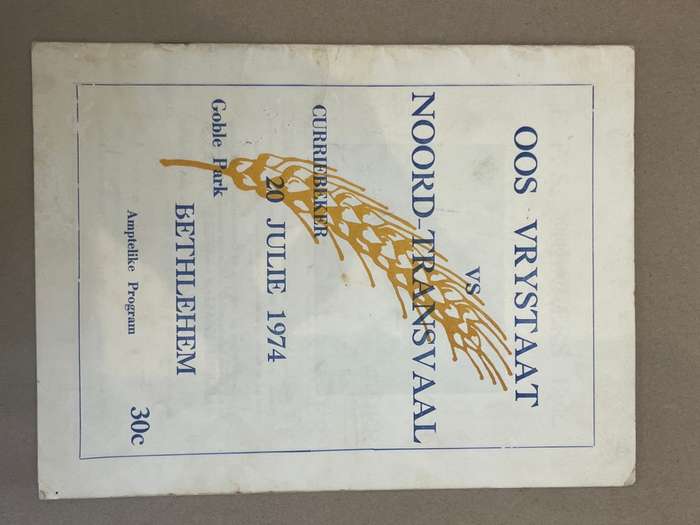 OOS VRYSTAAT
VS
NOORD-TRANSVAAL
CURRIEBEKER
20 JULIE 1974
Goble Park
BETHLEHEM
Amptelike Program
30c